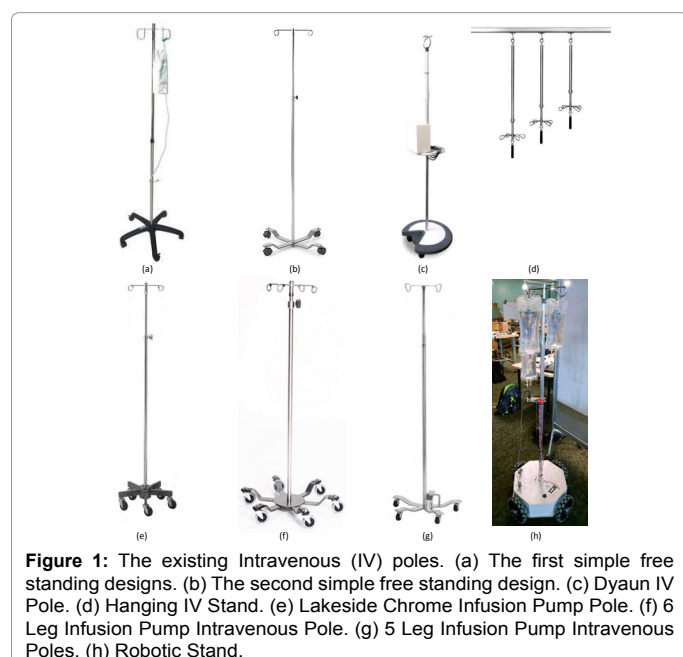 (a)
(b)
(c)
(d)
(e)
(f)
(g)
(h)
Figure 1: The existing Intravenous (IV) poles. (a) The first simple free
standing designs. (b) The second simple free standing design. (c) Dyaun IV
Pole. (d) Hanging IV Stand. (e) Lakeside Chrome Infusion Pump Pole. (f) 6
Leg Infusion Pump Intravenous Pole. (g) 5 Leg Infusion Pump Intravenous
Poles. (h) Robotic Stand.